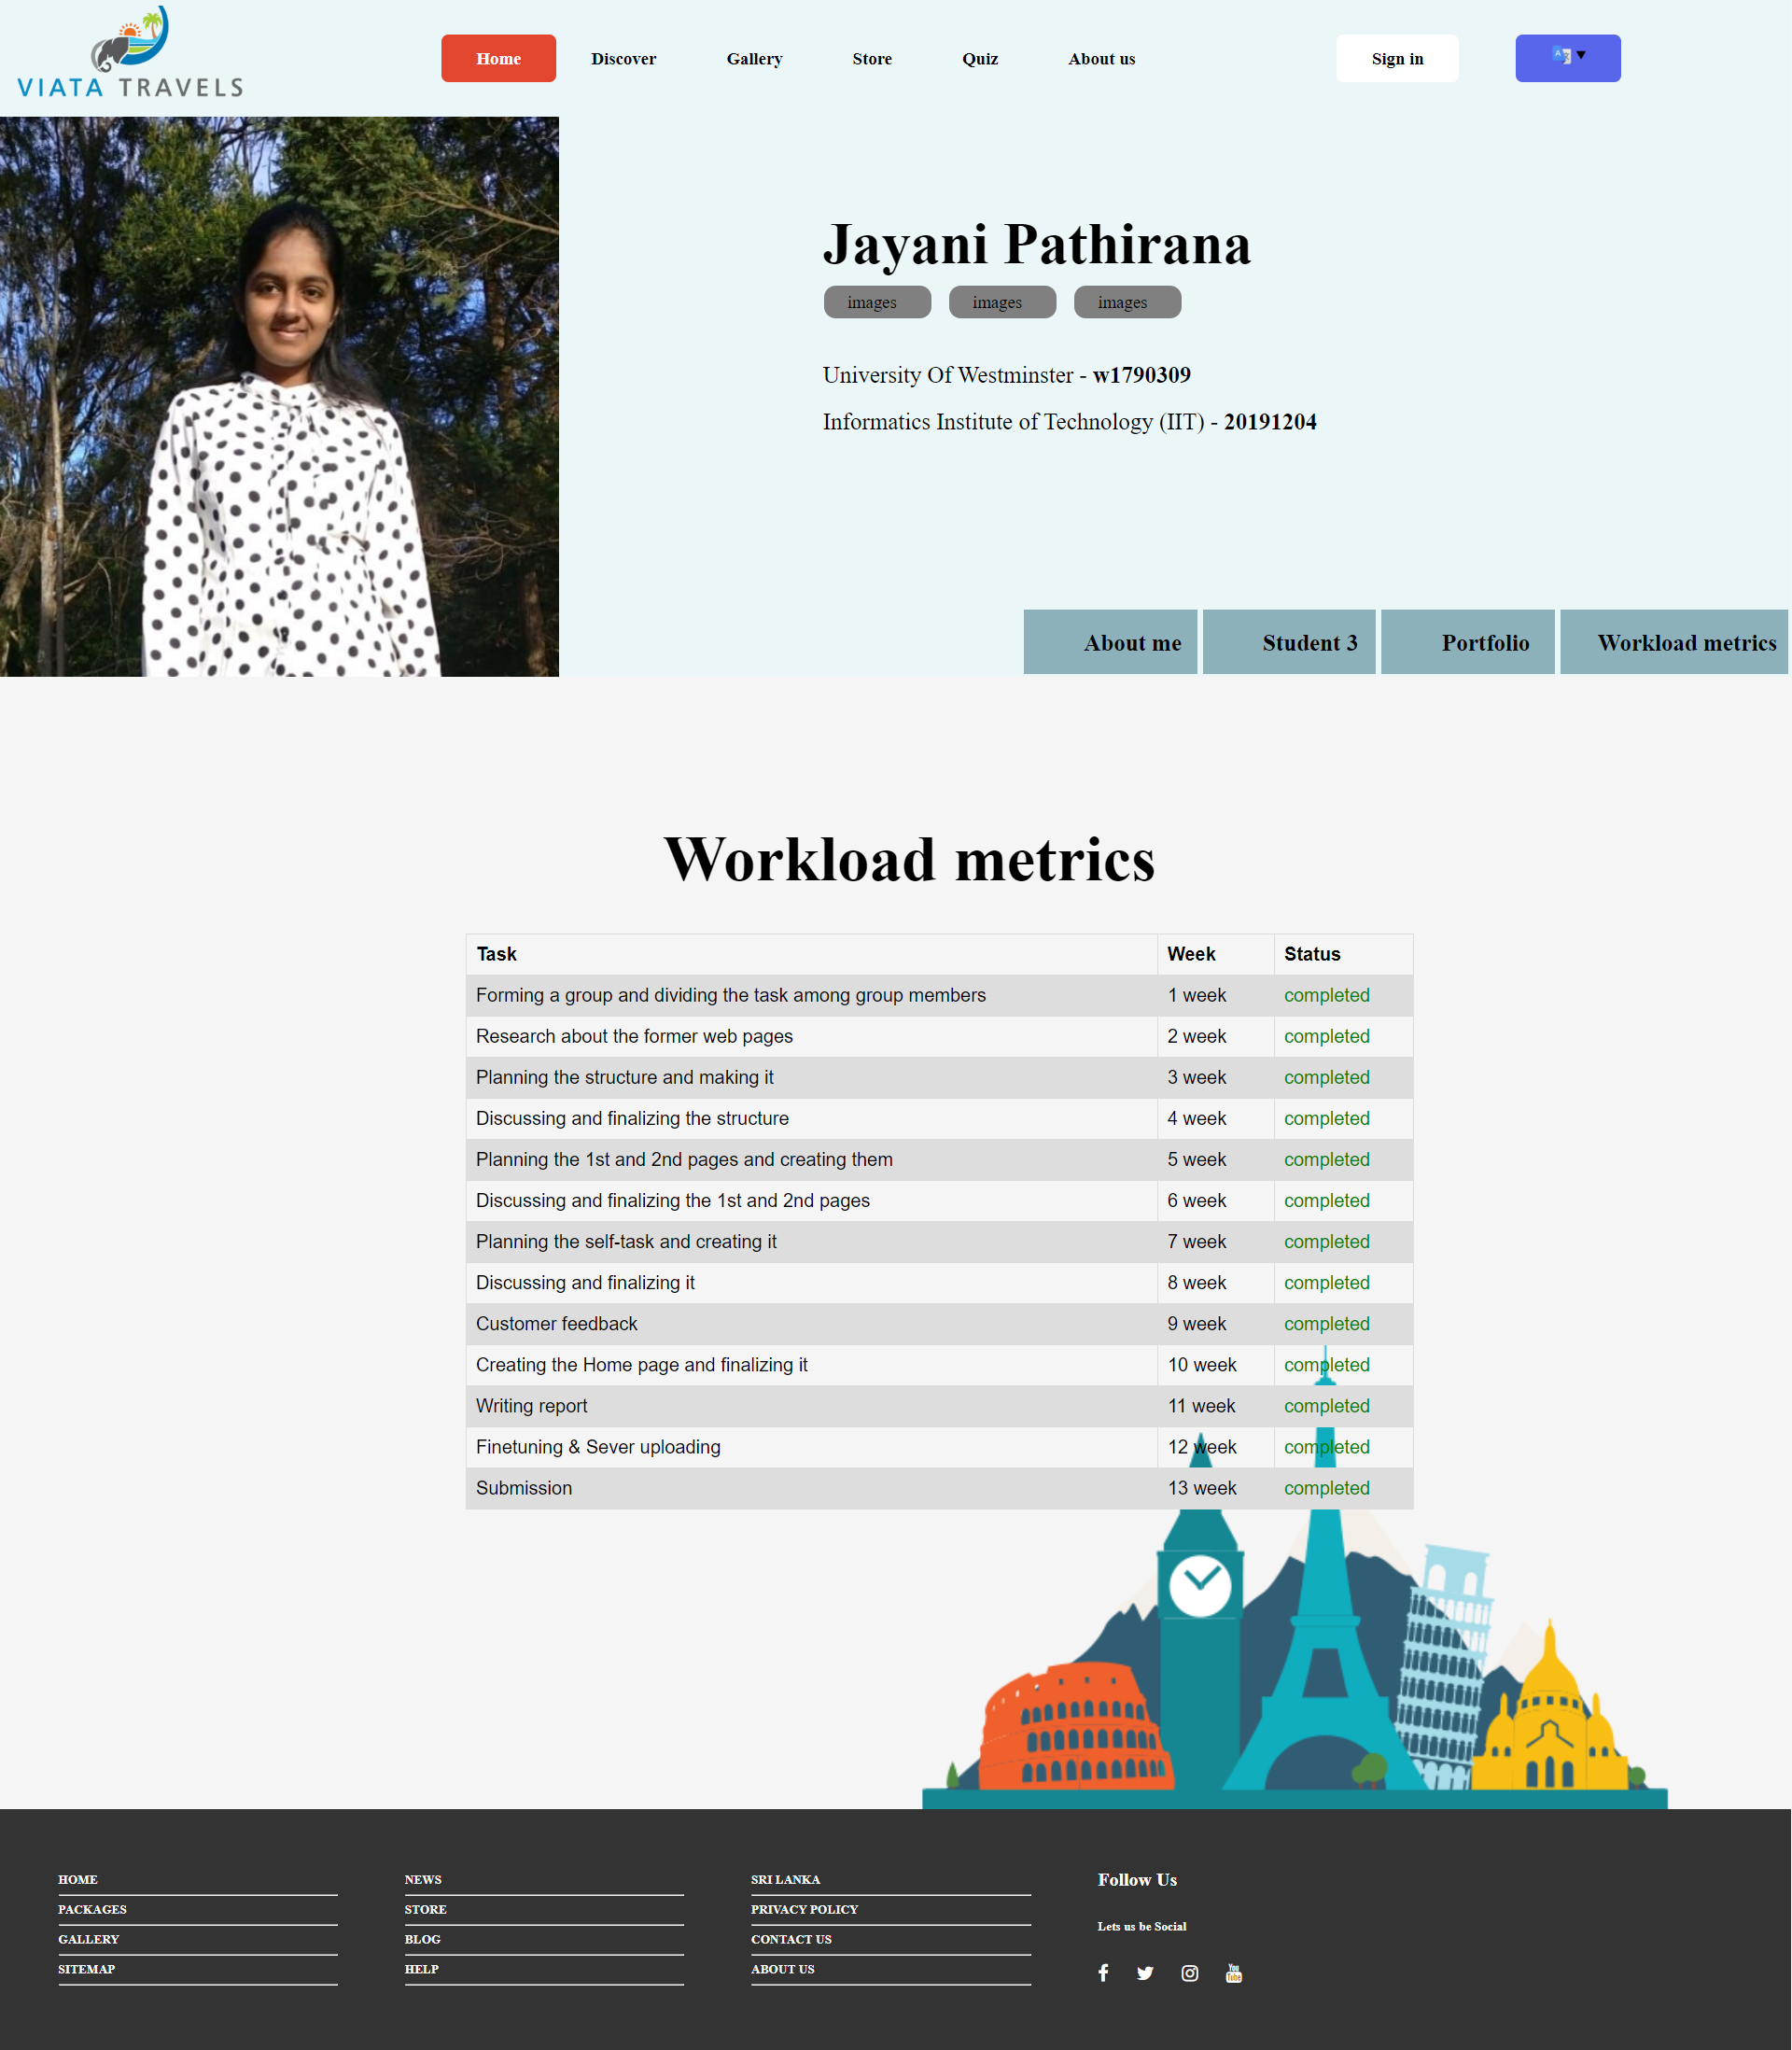 VIATA TRAVELS
Home Discover Gallery Store Quiz About us Sign in
Jayani Pathirana
images images images
University Of Westminster - w1790309
Informatics Institute of Technology (IIT) - 20191204
About me Student 3 Portfolio Workload metrics
Workload metrics
Task Week Status
Forming a group and dividing the task among group members 1 week completed
Research about the former web pages 2 week completed
Planning the structure and making it 3 week completed
Discussing and finalizing the structure 4 week completed
Planning the 1st and 2nd pages and creating them 5 week completed
Discussing and finalizing the 1st and 2nd pages 6 week completed
Planning the self-task and creating it 7 week completed
Discussing and finalizing it 8 week completed
Customer feedback 9 week completed
Creating the Home page and finalizing it 10 week completed
Writing report 11 week completed
Finetuning & Sever uploading 12 week completed
Submission 13 week completed
HOME
PACKAGES
GALLERY
SITEMAP
NEWS
STORE
BLOG
HELP
SRI LANKA
PRIVACY POLICY
CONTACT US
ABOUT US
Follow Us
Lets us be Social
You
Tube